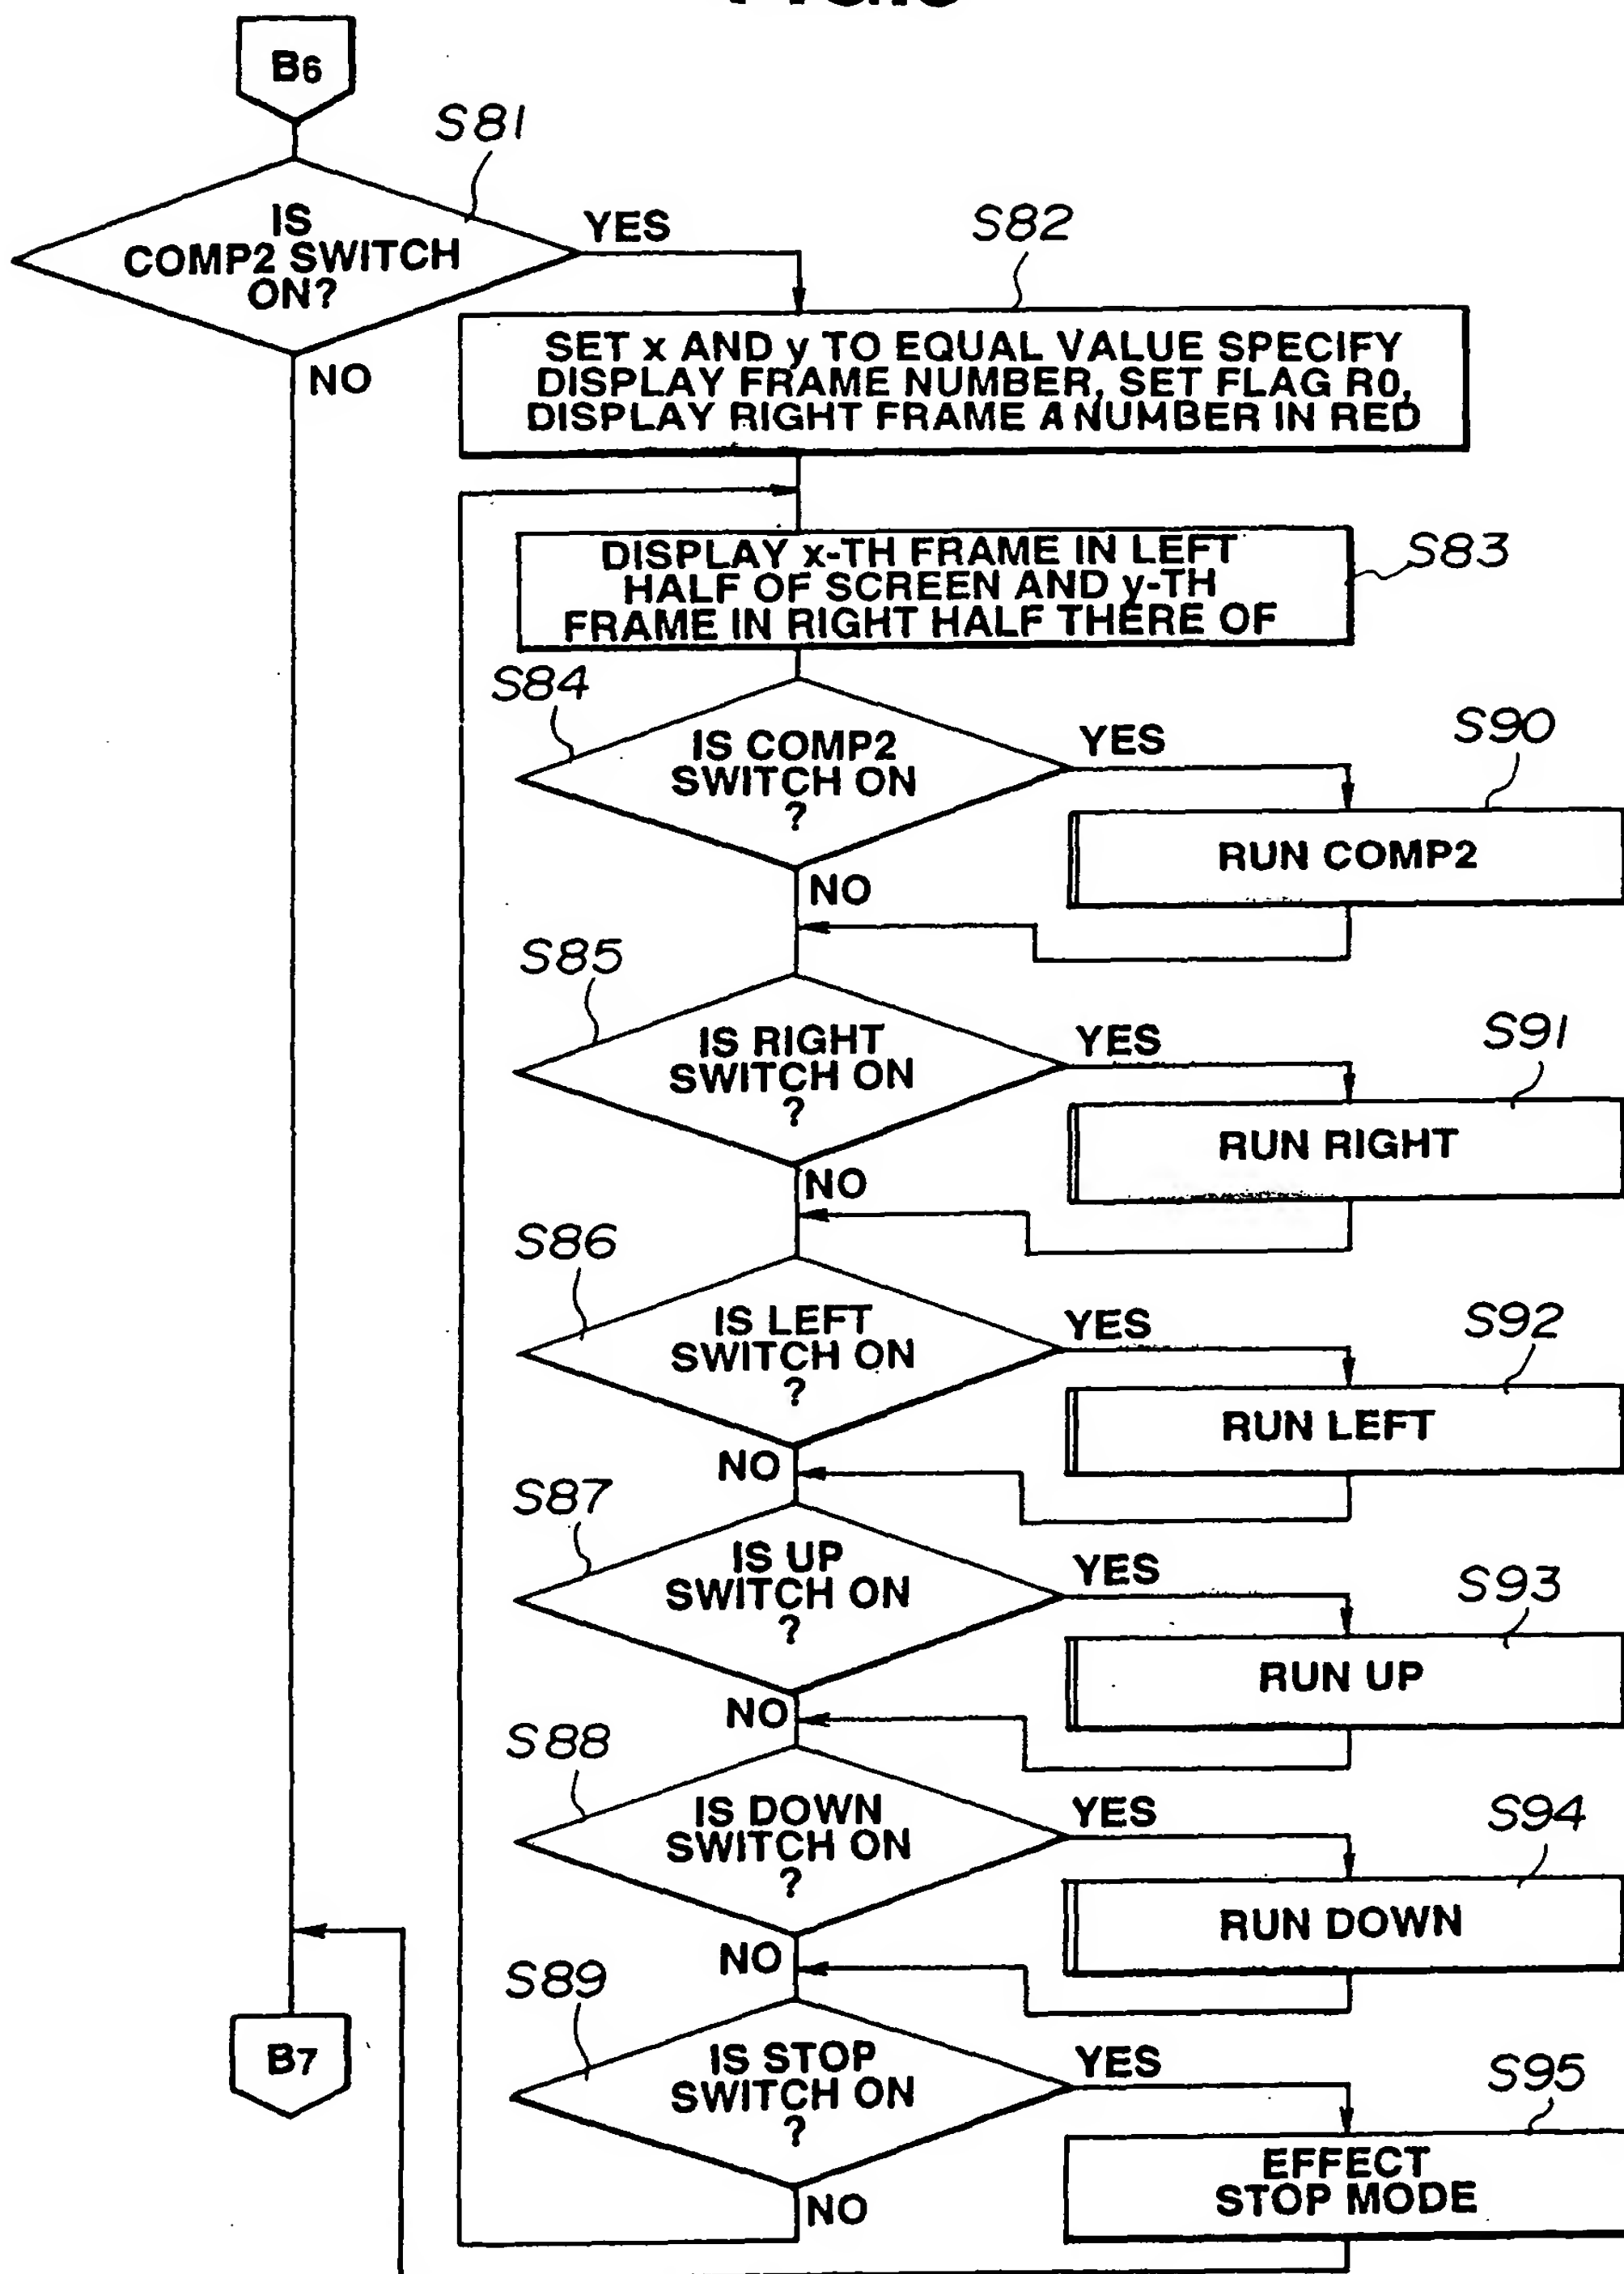 B6
S81
IS
COMP2 SWITCH
ON?
YES
NO
S82
SET x AND y TO EQUAL VALUE SPECIFY
DISPLAY FRAME NUMBER, SET FLAG R0,
DISPLAY RIGHT FRAME A NUMBER IN RED
DISPLAY x-TH FRAME IN LEFT
HALF OF SCREEN AND y-TH
FRAME IN RIGHT HALF THERE OF
S83
S84
IS COMP2
SWITCH ON
?
YES
NO
S90
RUN COMP2
S85
IS RIGHT
SWITCH ON
?
YES
NO
S91
RUN RIGHT
S86
IS LEFT
SWITCH ON
?
YES
NO
S92
RUN LEFT
S87
IS UP
SWITCH ON
?
YES
NO
S93
RUN UP
S88
IS DOWN
SWITCH ON
?
YES
NO
S94
RUN DOWN
S89
IS STOP
SWITCH ON
?
YES
NO
S95
EFFECT
STOP MODE
B7